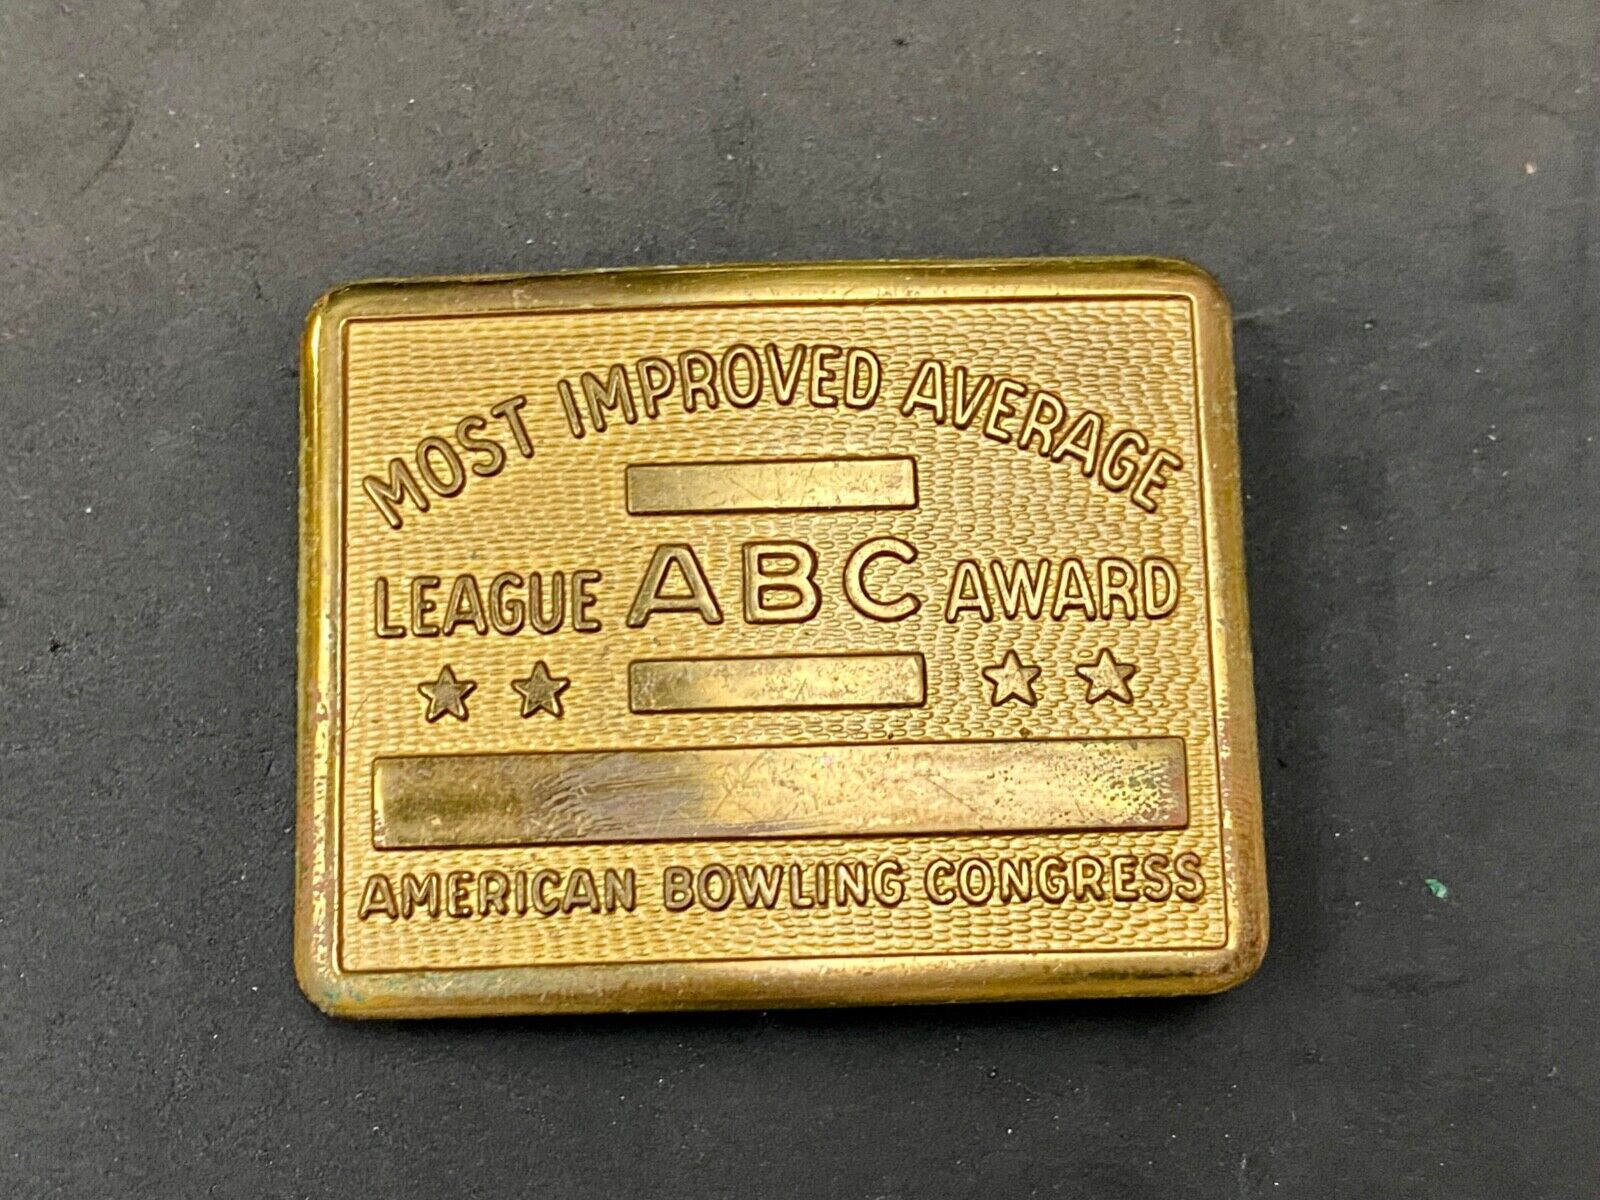 MOST IMPROVED AVERAGE
LEAGUE ABC AWARD
AMERICAN BOWLING CONGRESS